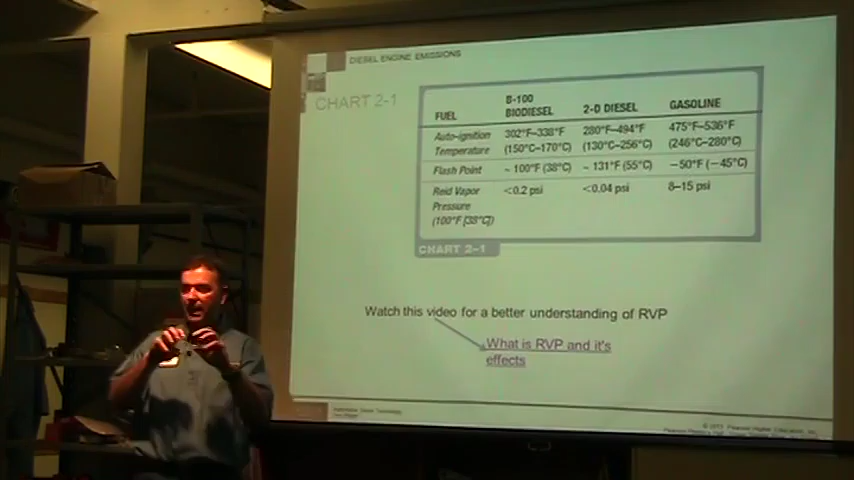 DIESEL ENGINE EMISSIONS
CHART 2-1
FUEL B-100 BIODIESEL 2-D DIESEL GASOLINE
Auto-ignition Temperature 302°F–338°F (150°C–170°C) 280°F–494°F (130°C–256°C) 475°F–536°F (246°C–280°C)
Flash Point ~ 100°F (38°C) ~ 131°F (55°C) −50°F (−45°C)
Reid Vapor Pressure (100°F [38°C]) <0.2 psi <0.04 psi 8–15 psi
CHART 2–1
Watch this video for a better understanding of RVP
What is RVP and it's
effects